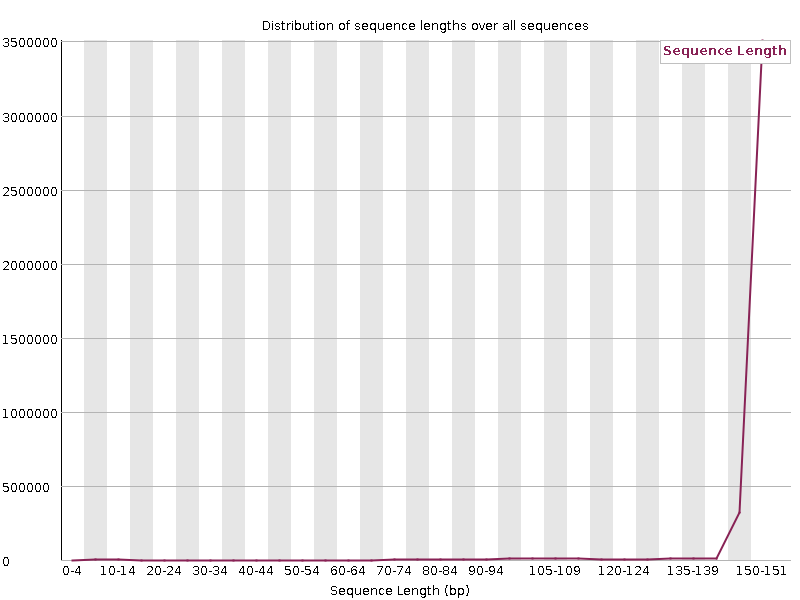 Distribution of sequence lengths over all sequences
3500000
Sequence Length
3000000
2500000
2000000
1500000
1000000
500000
0
0-4 10-14 20-24 30-34 40-44 50-54 60-64 70-74 80-84 90-94 105-109 120-124 135-139 150-151
Sequence Length (bp)